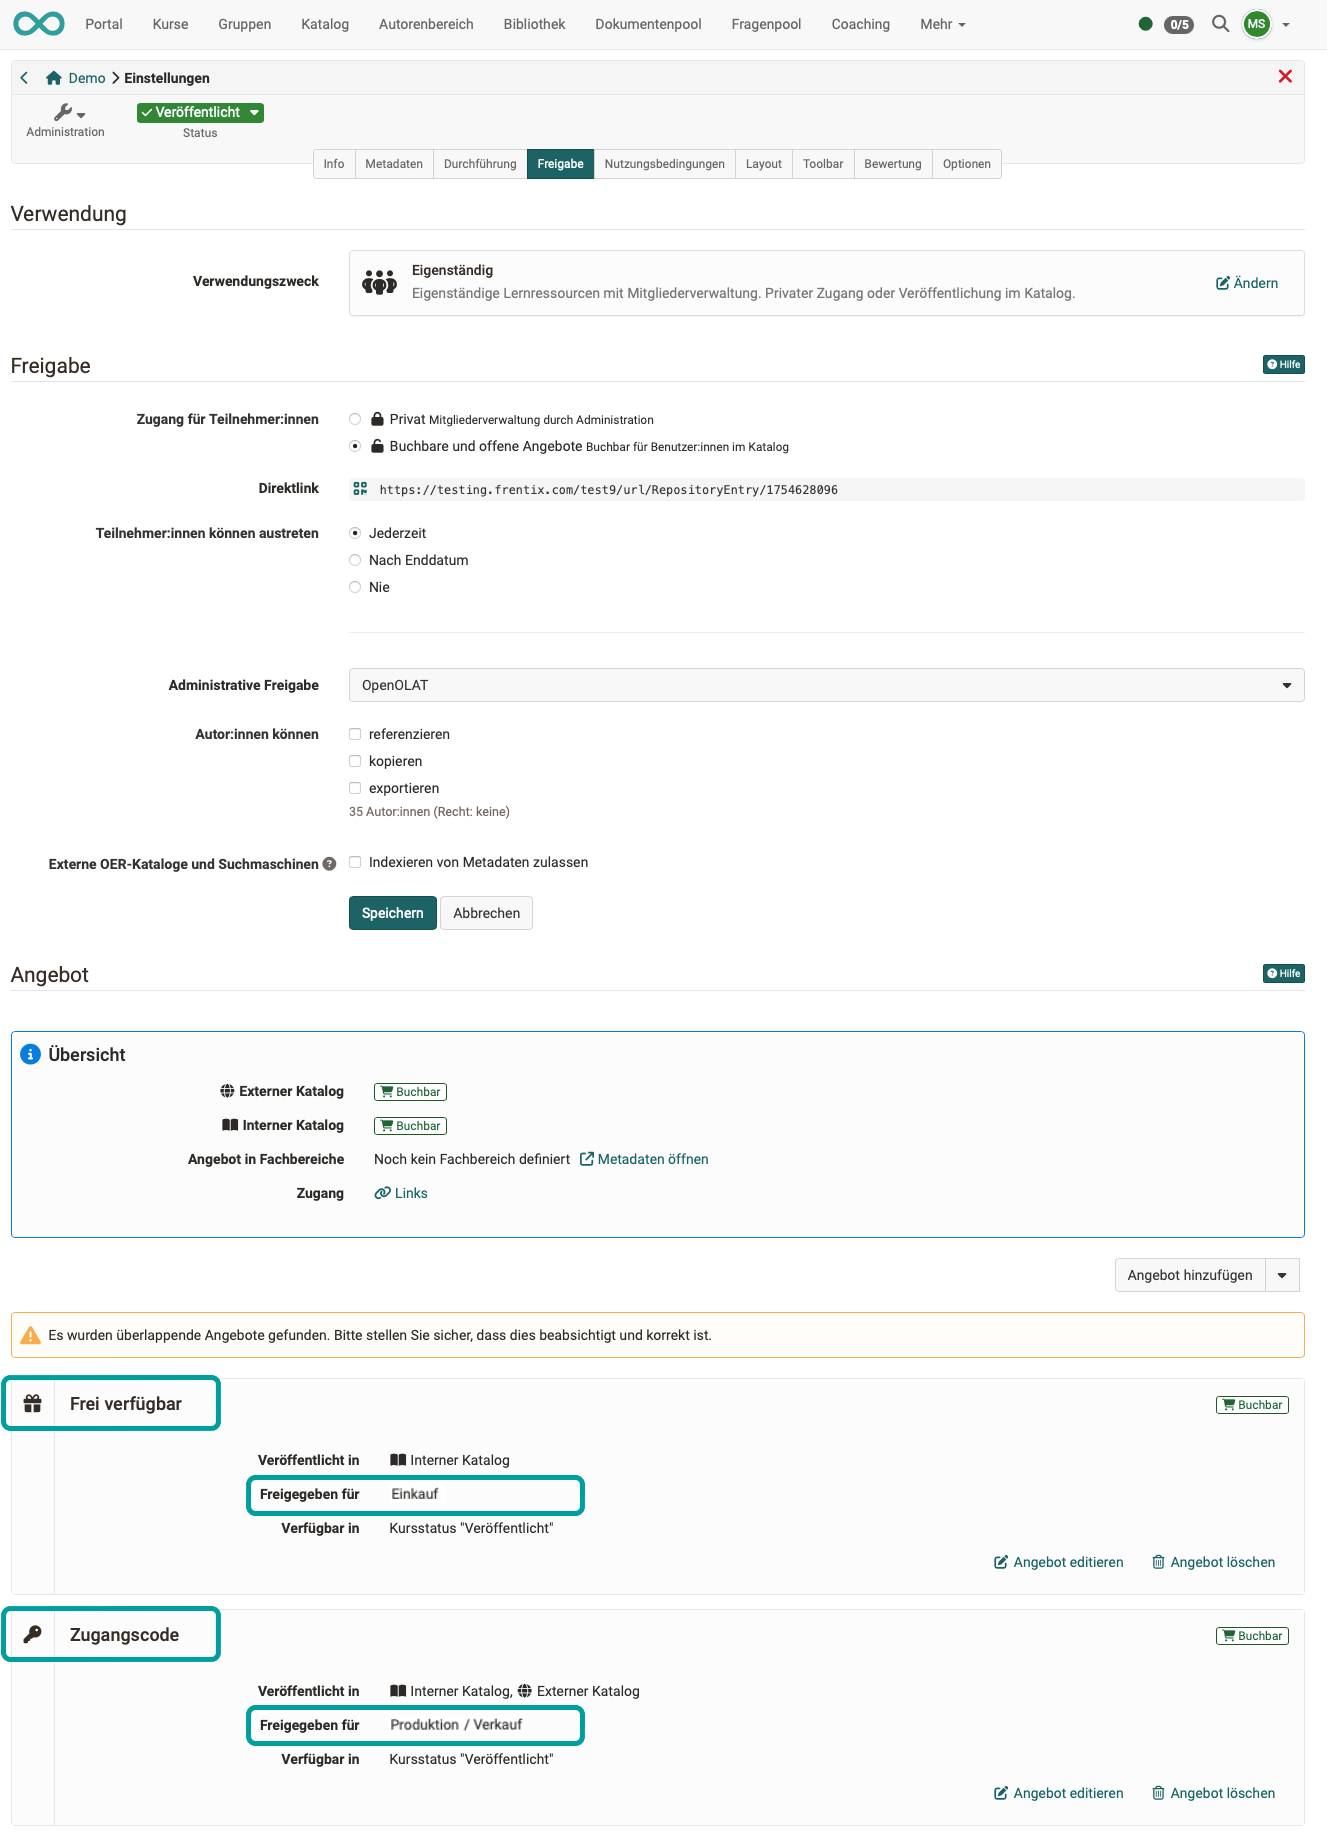 Portal Kurse Gruppen Katalog Autorenbereich Bibliothek Dokumentenpool Fragenpool Coaching Mehr 0/5 MS
Demo Einstellungen
Administration
Veröffentlicht
Status
Info Metadaten Durchführung Freigabe Nutzungsbedingungen Layout Toolbar Bewertung Optionen
Verwendung
Verwendungszweck
Eigenständig
Eigenständige Lernressourcen mit Mitgliederverwaltung. Privater Zugang oder Veröffentlichung im Katalog.
Ändern
Freigabe
Hilfe
Zugang für Teilnehmer:innen
Privat Mitgliederverwaltung durch Administration
Buchbare und offene Angebote Buchbar für Benutzer:innen im Katalog
Direktlink
https://testing.frentix.com/test9/url/RepositoryEntry/1754628096
Teilnehmer:innen können austreten
Jederzeit
Nach Enddatum
Nie
Administrative Freigabe
OpenOLAT
Autor:innen können
referenzieren
kopieren
exportieren
35 Autor:innen (Recht: keine)
Externe OER-Kataloge und Suchmaschinen ?
Indexieren von Metadaten zulassen
Speichern Abbrechen
Angebot
Hilfe
Übersicht
Externer Katalog Buchbar
Interner Katalog Buchbar
Angebot in Fachbereiche Noch kein Fachbereich definiert Metadaten öffnen
Zugang Links
Angebot hinzufügen
Es wurden überlappende Angebote gefunden. Bitte stellen Sie sicher, dass dies beabsichtigt und korrekt ist.
Frei verfügbar
Buchbar
Veröffentlicht in Interner Katalog
Freigegeben für Einkauf
Verfügbar in Kursstatus "Veröffentlicht"
Angebot editieren Angebot löschen
Zugangscode
Buchbar
Veröffentlicht in Interner Katalog, Externer Katalog
Freigegeben für Produktion / Verkauf
Verfügbar in Kursstatus "Veröffentlicht"
Angebot editieren Angebot löschen